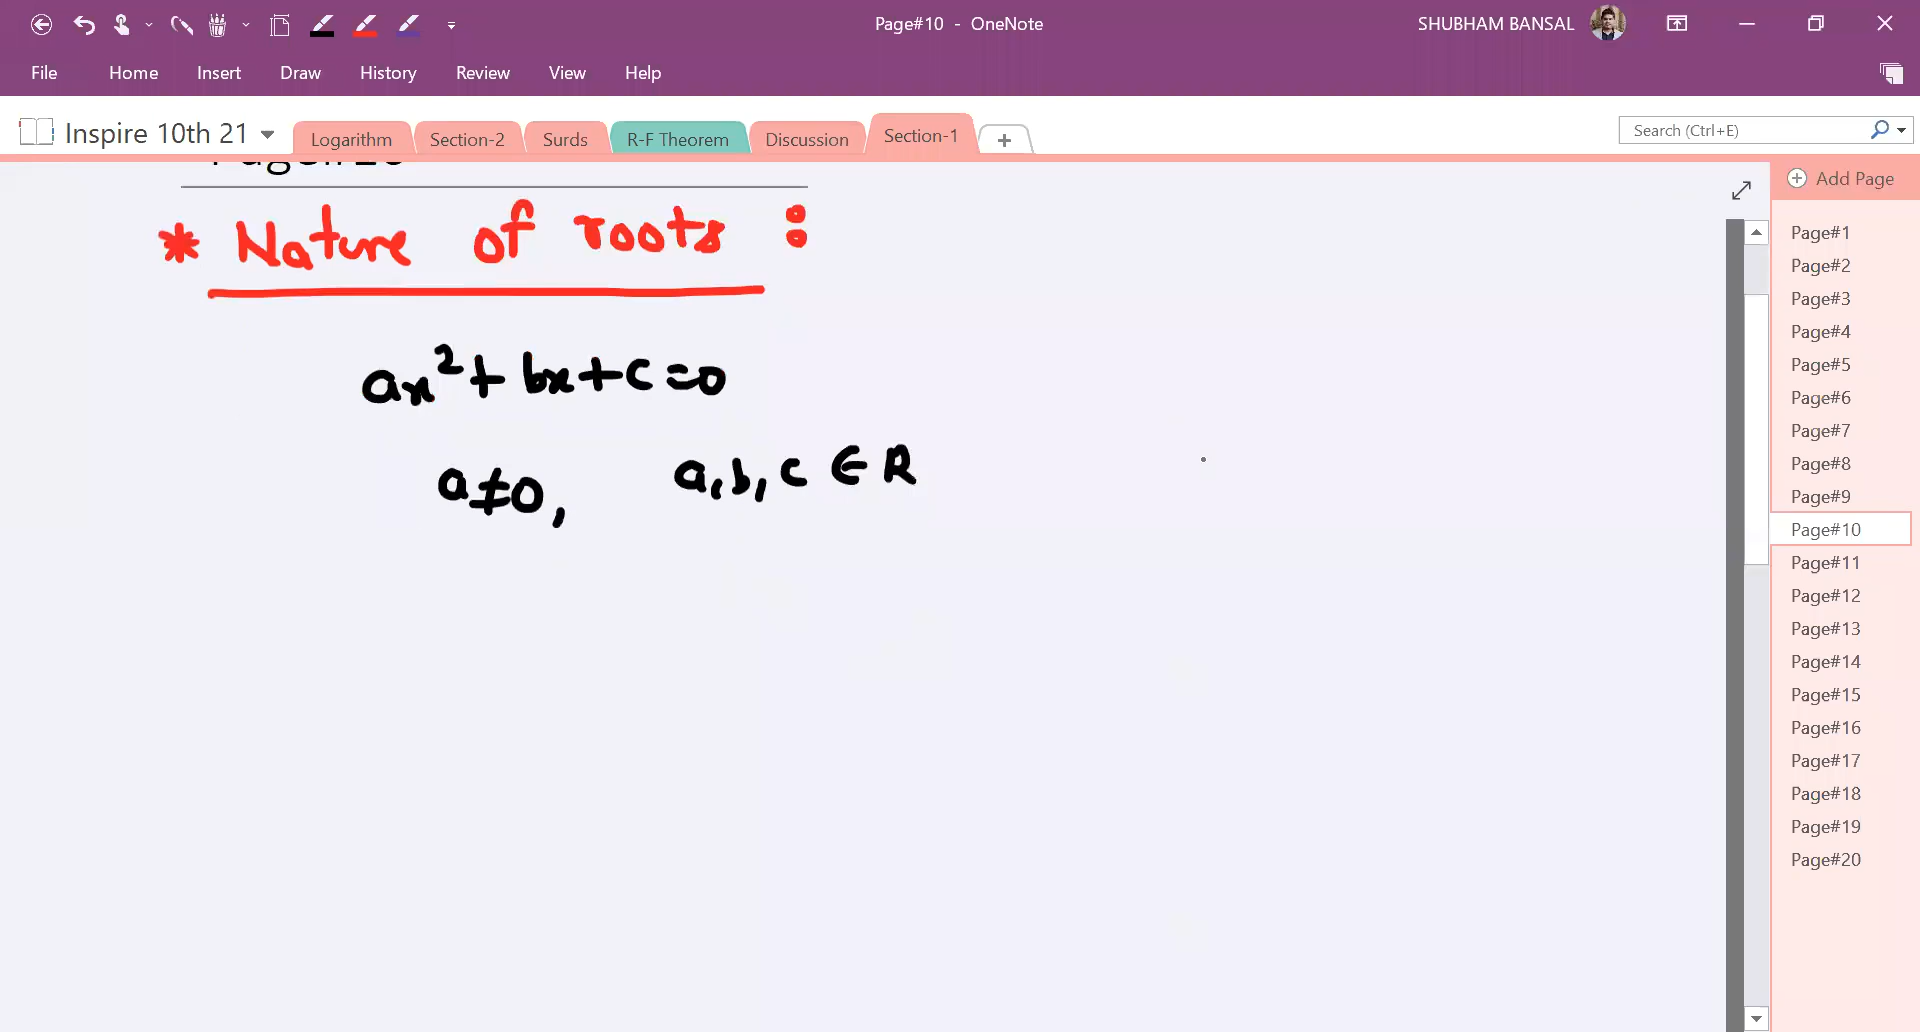 Page#10 - OneNote
SHUBHAM BANSAL
File Home Insert Draw History Review View Help
Inspire 10th 21
Logarithm Section-2 Surds R-F Theorem Discussion Section-1
Search (Ctrl+E)
Add Page
* Nature of roots :
ax²+bx+c=0
a≠0, a,b,c ∈ R
Page#1
Page#2
Page#3
Page#4
Page#5
Page#6
Page#7
Page#8
Page#9
Page#10
Page#11
Page#12
Page#13
Page#14
Page#15
Page#16
Page#17
Page#18
Page#19
Page#20